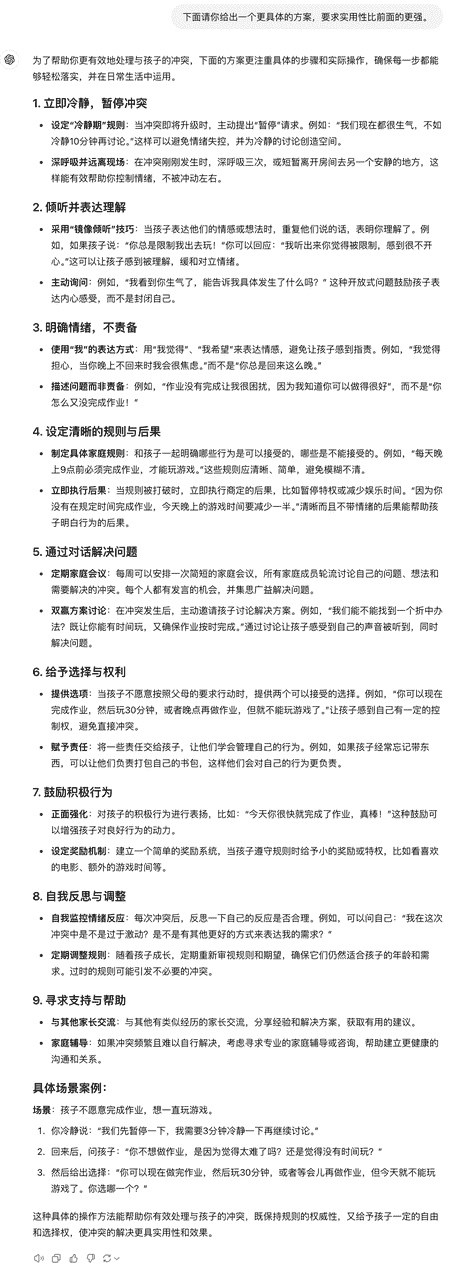 下面请你给出一个更具体的方案，要求实用性比前面的更强。
为了帮助你更有效地处理与孩子的冲突，下面的方案更注重具体的步骤和实际操作，确保每一步都能
够轻松落实，并在日常生活中运用。
1. 立即冷静，暂停冲突
• 设定“冷静期”规则：当冲突即将升级时，主动提出“暂停”请求。例如：“我们现在都很生气，不如
冷静10分钟再讨论。”这样可以避免情绪失控，并为冷静的讨论创造空间。
• 深呼吸并远离现场：在冲突刚刚发生时，深呼吸三次，或短暂离开房间去另一个安静的地方，这
样能有效帮助你控制情绪，不被冲动左右。
2. 倾听并表达理解
• 采用“镜像倾听”技巧：当孩子表达他们的情感或想法时，重复他们说的话，表明你理解了。例
如，如果孩子说：“你总是限制我出去玩！”你可以回应：“我听出来你觉得被限制，感到很不开
心。”这可以让孩子感到被理解，缓和对立情绪。
• 主动询问：例如，“我看到你生气了，能告诉我具体发生了什么吗？” 这种开放式问题鼓励孩子表
达内心感受，而不是封闭自己。
3. 明确情绪，不责备
• 使用“我”的表达方式：用“我觉得”、“我希望”来表达情感，避免让孩子感到指责。例如，“我觉得
担心，当你晚上不回来时我会很焦虑。”而不是“你总是回来这么晚。”
• 描述问题而非责备：例如，“作业没有完成让我很困扰，因为我知道你可以做得很好”，而不是“你
怎么又没完成作业！”
4. 设定清晰的规则与后果
• 制定具体家庭规则：和孩子一起明确哪些行为是可以接受的，哪些是不能接受的。例如，“每天晚
上9点前必须完成作业，才能玩游戏。”这些规则应清晰、简单，避免模糊不清。
• 立即执行后果：当规则被打破时，立即执行商定的后果，比如暂停特权或减少娱乐时间。“因为你
没有在规定时间完成作业，今天晚上的游戏时间要减少一半。”清晰而且不带情绪的后果能帮助孩
子明白行为的后果。
5. 通过对话解决问题
• 定期家庭会议：每周可以安排一次简短的家庭会议，所有家庭成员轮流讨论自己的问题、想法和
需要解决的冲突。每个人都有发言的机会，并集思广益解决问题。
• 双赢方案讨论：在冲突发生后，主动邀请孩子讨论解决方案。例如，“我们能不能找到一个折中办
法？既让你能有时间玩，又确保作业按时完成。”通过讨论让孩子感受到自己的声音被听到，同时
解决问题。
6. 给予选择与权利
• 提供选项：当孩子不愿意按照父母的要求行动时，提供两个可以接受的选择。例如，“你可以现在
完成作业，然后玩30分钟，或者晚点再做作业，但就不能玩游戏了。”让孩子感到自己有一定的控
制权，避免直接冲突。
• 赋予责任：将一些责任交给孩子，让他们学会管理自己的行为。例如，如果孩子经常忘记带东
西，可以让他们负责打包自己的书包，这样他们会对自己的行为更负责。
7. 鼓励积极行为
• 正面强化：对孩子的积极行为进行表扬，比如：“今天你很快就完成了作业，真棒！”这种鼓励可
以增强孩子对良好行为的动力。
• 设定奖励机制：建立一个简单的奖励系统，当孩子遵守规则时给予小的奖励或特权，比如看喜欢
的电影、额外的游戏时间等。
8. 自我反思与调整
• 自我监控情绪反应：每次冲突后，反思一下自己的反应是否合理。例如，可以问自己：“我在这次
冲突中是不是过于激动？是不是有其他更好的方式来表达我的需求？”
• 定期调整规则：随着孩子成长，定期重新审视规则和期望，确保它们仍然适合孩子的年龄和需
求。过时的规则可能引发不必要的冲突。
9. 寻求支持与帮助
• 与其他家长交流：与其他有类似经历的家长交流，分享经验和解决方案，获取有用的建议。
• 家庭辅导：如果冲突频繁且难以自行解决，考虑寻求专业的家庭辅导或咨询，帮助建立更健康的
沟通和关系。
具体场景案例：
场景：孩子不愿意完成作业，想一直玩游戏。
1. 你冷静说：“我们先暂停一下，我需要3分钟冷静一下再继续讨论。”
2. 回来后，问孩子：“你不想做作业，是因为觉得太难了吗？还是觉得没有时间玩？”
3. 然后给出选择：“你可以现在做完作业，然后玩30分钟，或者等会儿再做作业，但今天就不能玩
游戏了。你选哪一个？”
这种具体的操作方法能帮助你有效处理与孩子的冲突，既保持规则的权威性，又给予孩子一定的自由
和选择权，使冲突的解决更具实用性和效果。